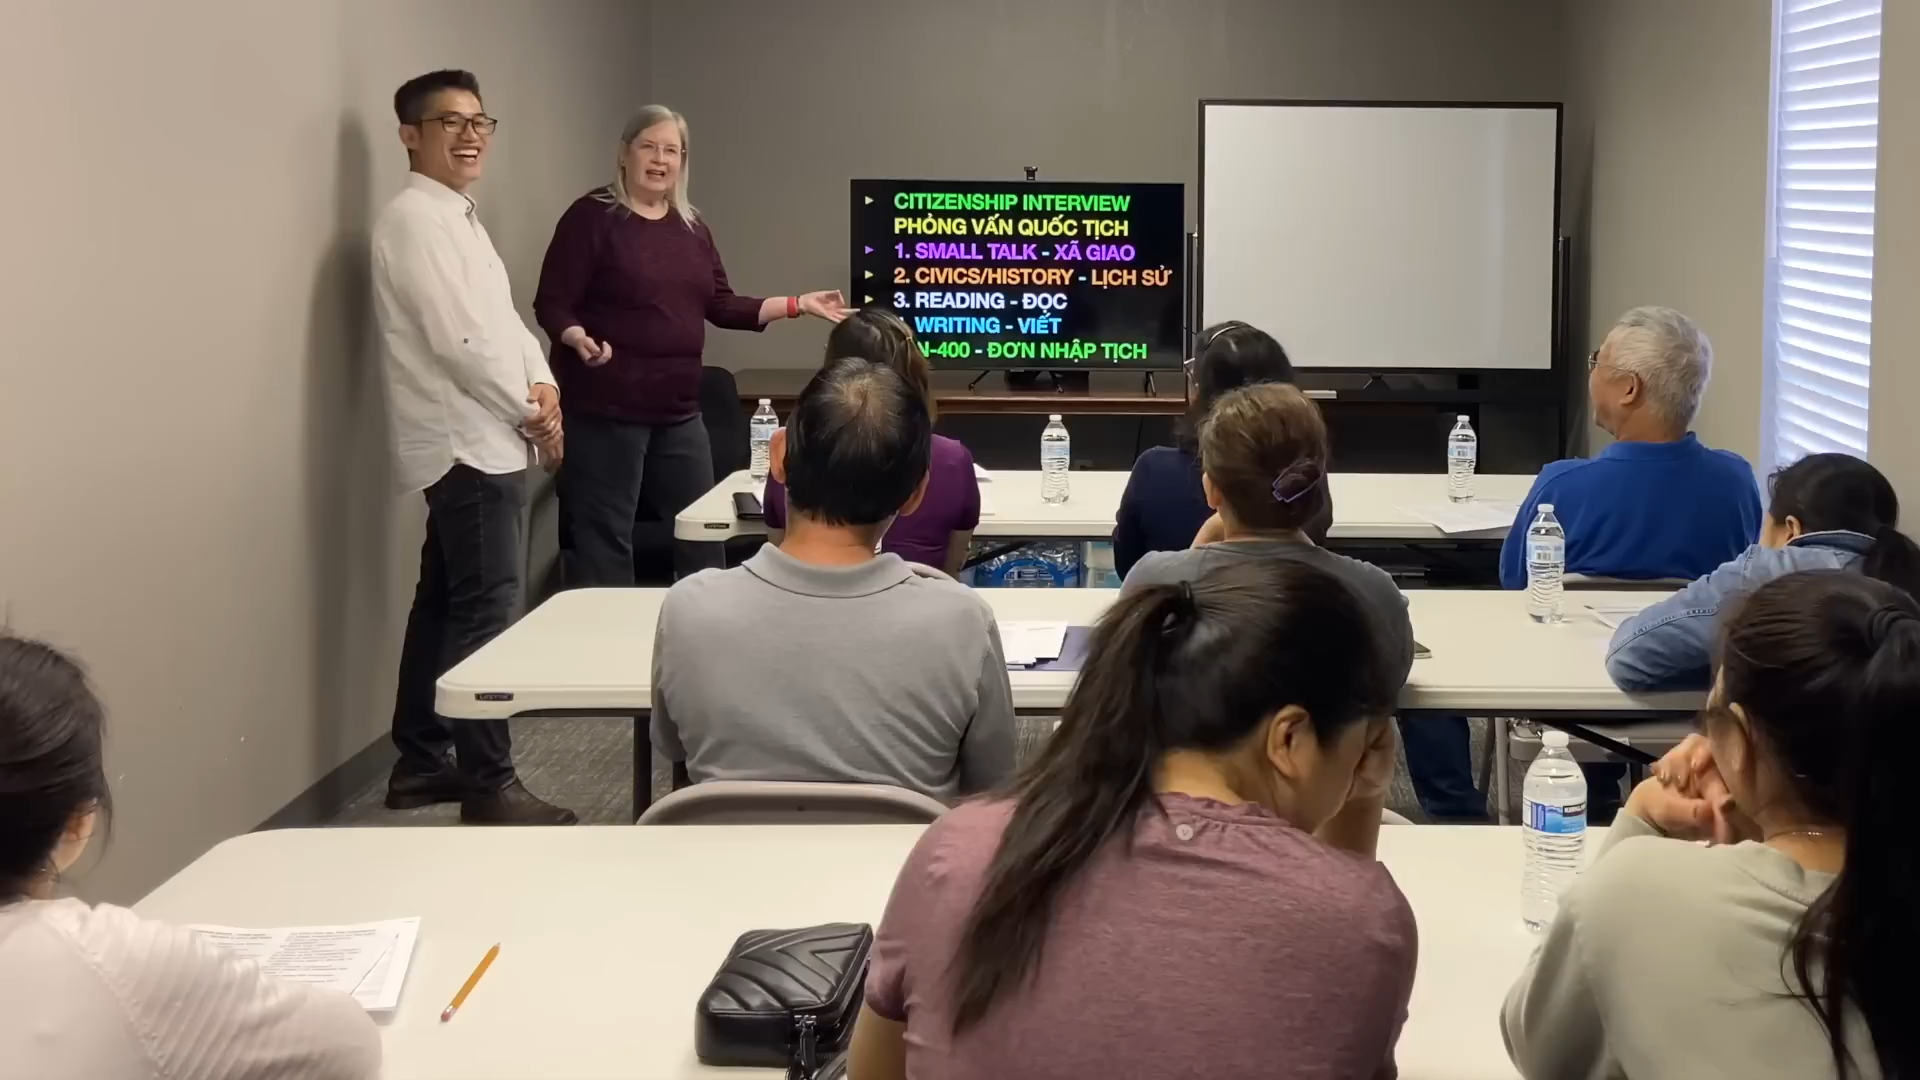 CITIZENSHIP INTERVIEW
PHỎNG VẤN QUỐC TỊCH
1. SMALL TALK - XÃ GIAO
2. CIVICS/HISTORY - LỊCH SỬ
3. READING - ĐỌC
WRITING - VIẾT
N-400 - ĐƠN NHẬP TỊCH
LIFETIME